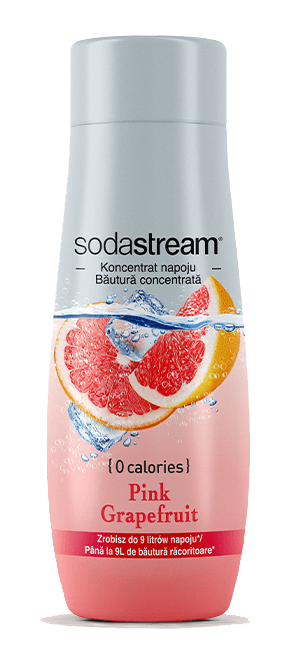 sodastream®
Koncentrat napoju
Băutură concentrată
{0 calories}
Pink
Grapefruit
Zrobisz do 9 litrów napoju*/
Până la 9L de băutură răcoritoare*